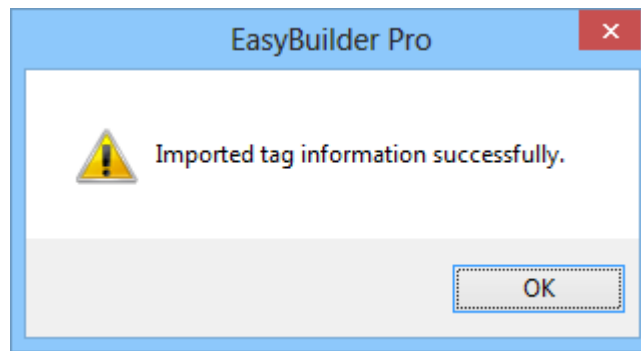 EasyBuilder Pro
Imported tag information successfully.
OK